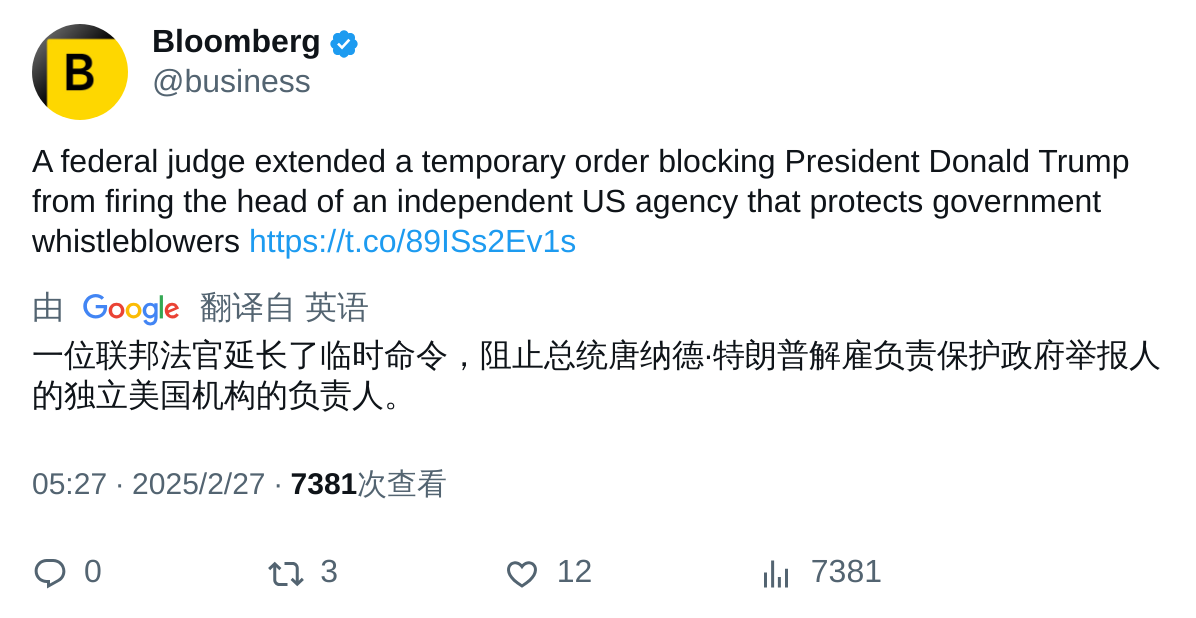 B
Bloomberg
@business
A federal judge extended a temporary order blocking President Donald Trump
from firing the head of an independent US agency that protects government
whistleblowers https://t.co/89ISs2Ev1s
由 Google 翻译自 英语
一位联邦法官延长了临时命令，阻止总统唐纳德·特朗普解雇负责保护政府举报人
的独立美国机构的负责人。
05:27 · 2025/2/27 · 7381次查看
0 3 12 7381